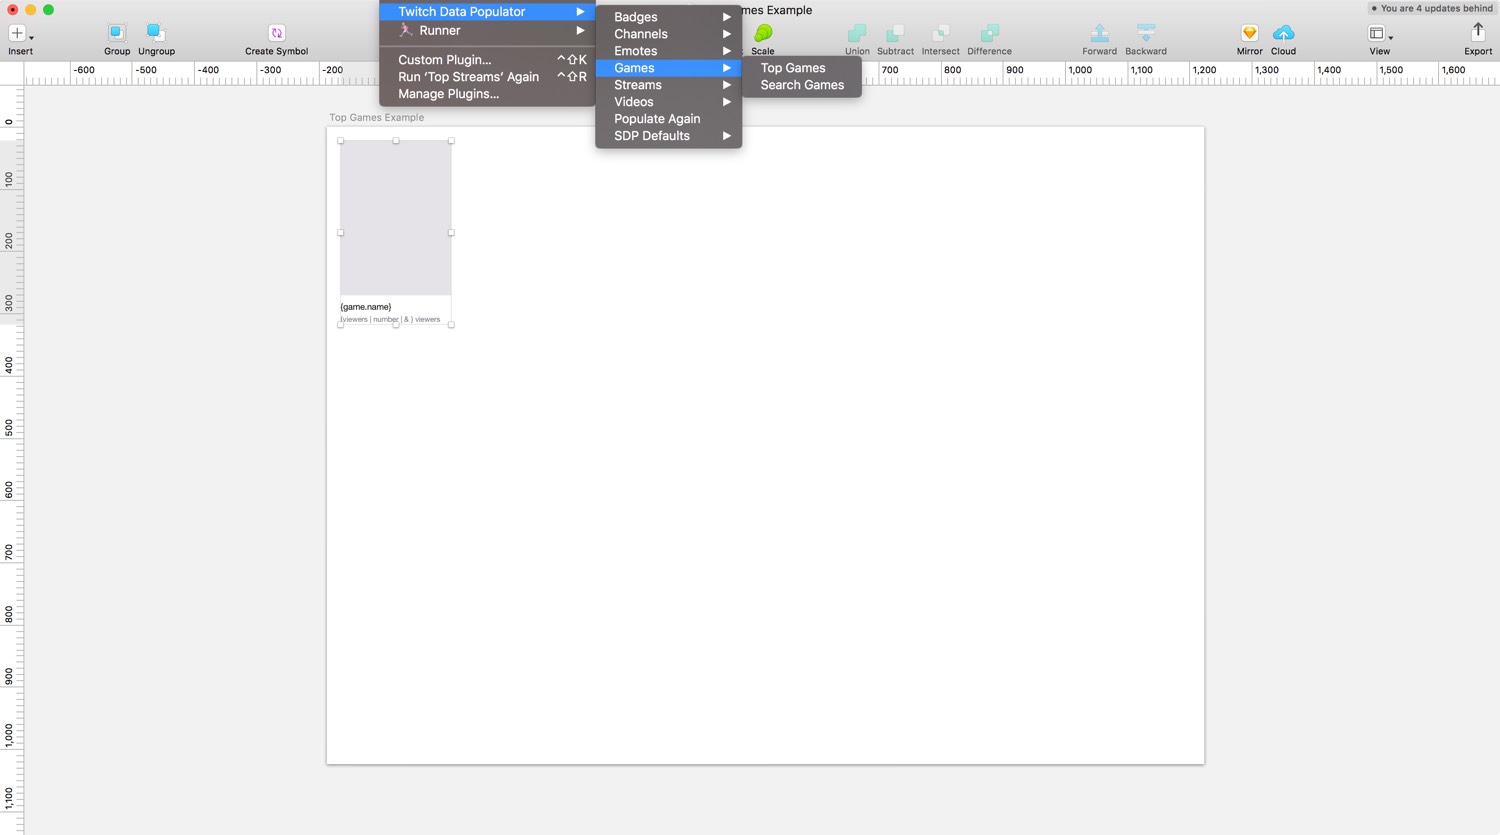 mes Example
You are 4 updates behind
Insert
Group
Ungroup
Create Symbol
Scale
Union
Subtract
Intersect
Difference
Forward
Backward
Mirror
Cloud
View
Export
Twitch Data Populator
Runner
Custom Plugin... ^⇧K
Run ‘Top Streams’ Again ^⇧R
Manage Plugins...
Badges
Channels
Emotes
Games
Streams
Videos
Populate Again
SDP Defaults
Top Games
Search Games
-600 -500 -400 -300 -200 700 800 900 1,000 1,100 1,200 1,300 1,400 1,500 1,600
0
100
200
300
400
500
600
700
800
900
1,000
1,100
Top Games Example
{game.name}
{viewers | number | & } viewers